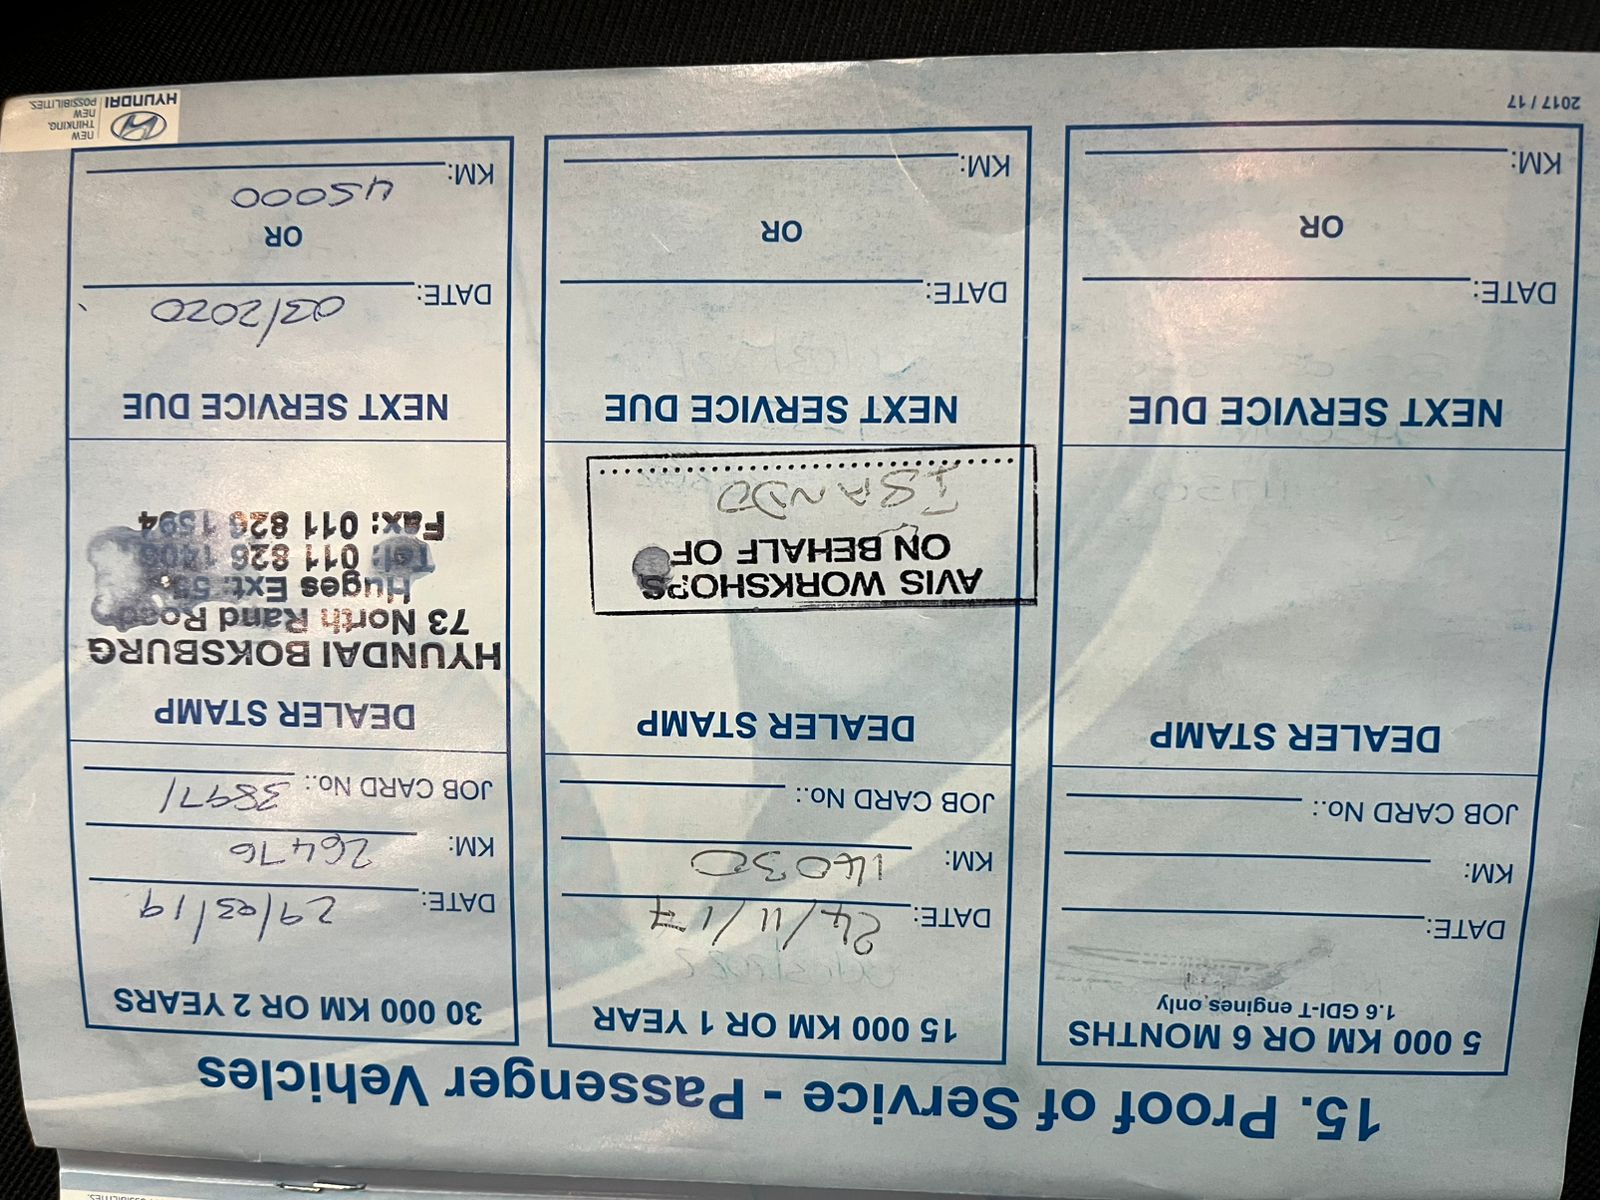 15. Proof of Service - Passenger Vehicles
5 000 KM OR 6 MONTHS
1.6 GDI-T engines only
DATE:
KM:
JOB CARD No.:
DEALER STAMP
NEXT SERVICE DUE
DATE:
OR
KM:
15 000 KM OR 1 YEAR
DATE: 24/11/17
KM: 14030
JOB CARD No.:
DEALER STAMP
AVIS WORKSHOPS
ON BEHALF OF
ISANDO
NEXT SERVICE DUE
DATE:
OR
KM:
30 000 KM OR 2 YEARS
DATE: 29/03/19
KM: 26476
JOB CARD No.: 38971
DEALER STAMP
HYUNDAI BOKSBURG
73 North Rand Road
Huges Ext. 55
Tel: 011 826 1406
Fax: 011 826 1594
NEXT SERVICE DUE
DATE: 03/2020
OR
KM: 45000
2017 / 17
HYUNDAI
NEW
THINKING.
NEW
POSSIBILITIES.